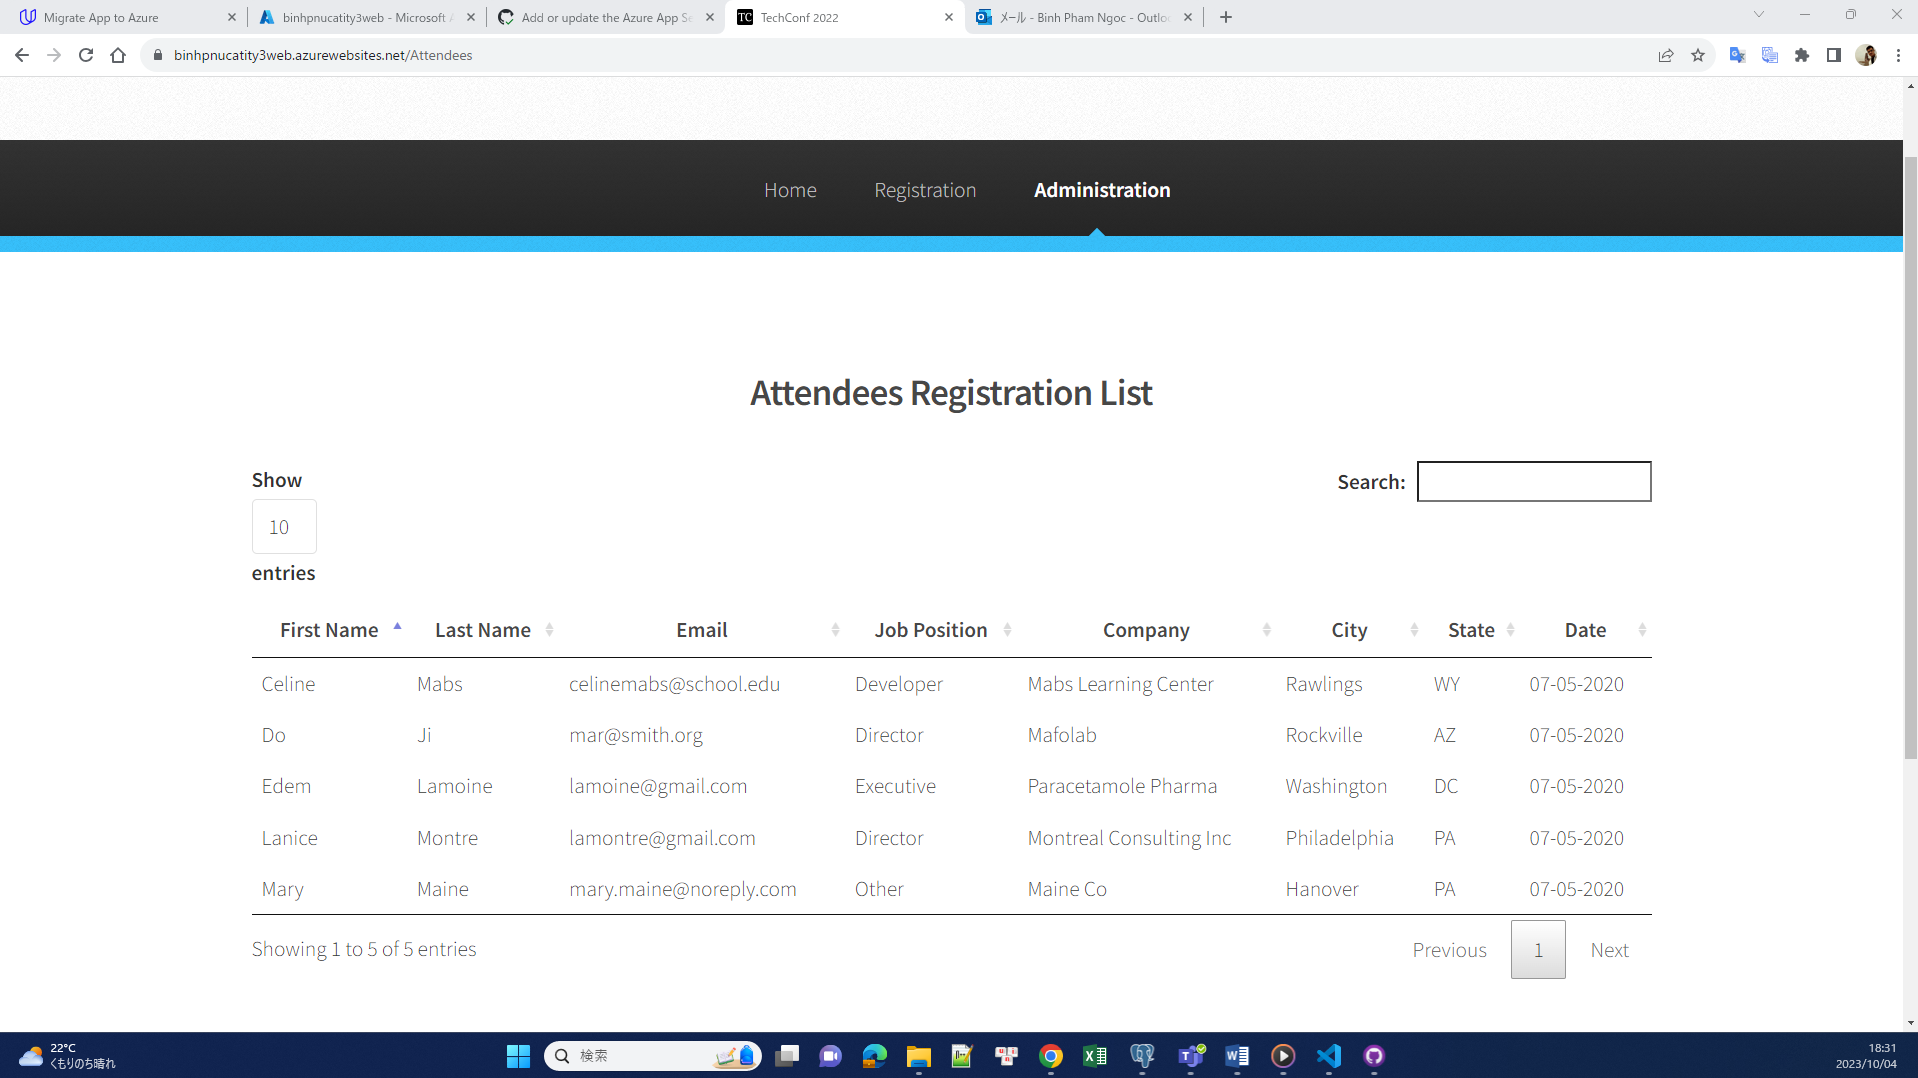 Migrate App to Azure
binhpnucatity3web - Microsoft A
Add or update the Azure App Se
TechConf 2022
メール - Binh Pham Ngoc - Outlo
binhpnucatity3web.azurewebsites.net/Attendees
Home Registration Administration
Attendees Registration List
Show
10
entries
Search:
First Name Last Name Email Job Position Company City State Date
Celine Mabs celinemabs@school.edu Developer Mabs Learning Center Rawlings WY 07-05-2020
Do Ji mar@smith.org Director Mafolab Rockville AZ 07-05-2020
Edem Lamoine lamoine@gmail.com Executive Paracetamole Pharma Washington DC 07-05-2020
Lanice Montre lamontre@gmail.com Director Montreal Consulting Inc Philadelphia PA 07-05-2020
Mary Maine mary.maine@noreply.com Other Maine Co Hanover PA 07-05-2020
Showing 1 to 5 of 5 entries
Previous 1 Next
22°C
くもりのち晴れ
検索
18:31
2023/10/04